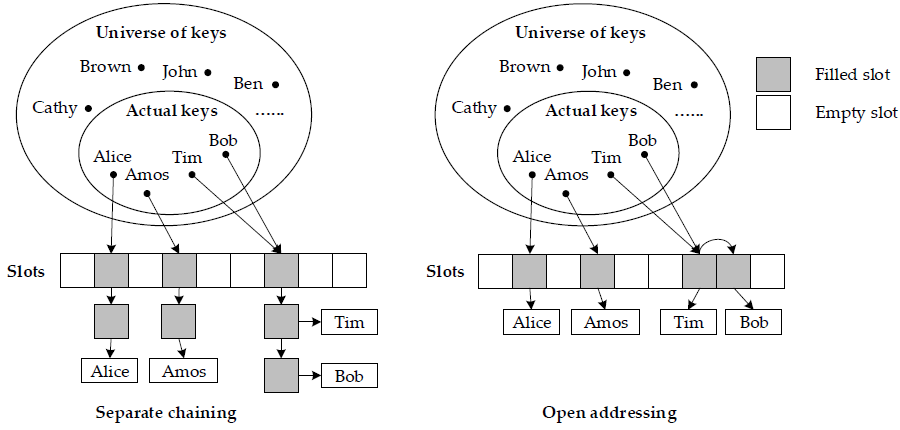 Universe of keys
Brown
John
Ben
Cathy
Actual keys
......
Bob
Alice
Tim
Amos
Slots
Tim
Alice
Amos
Bob
Separate chaining
Universe of keys
Brown
John
Ben
Cathy
Actual keys
......
Bob
Alice
Tim
Amos
Slots
Alice
Amos
Tim
Bob
Open addressing
Filled slot
Empty slot